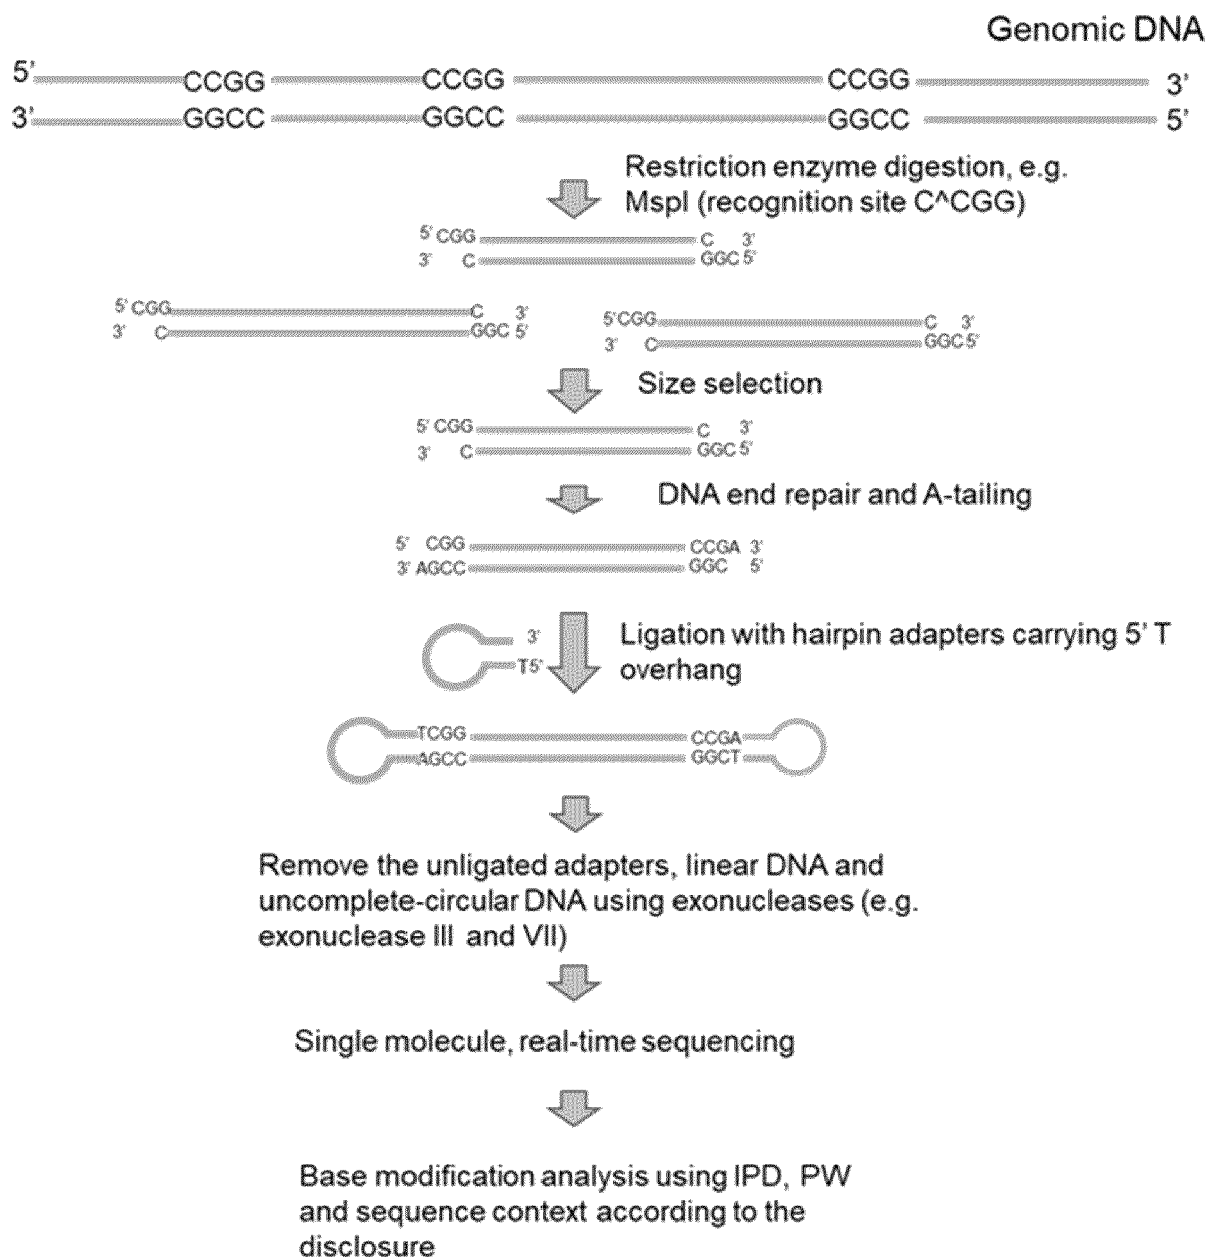 Genomic DNA
5' CCGG CCGG CCGG 3'
3' GGCC GGCC GGCC 5'
Restriction enzyme digestion, e.g.
MspI (recognition site C^CGG)
5' CGG C 3'
3' C GGC 5'
5' CGG C 3'
3' C GGC 5'
5'CGG C 3'
3' C GGC5'
Size selection
5' CGG C 3'
3' C GGC 5'
DNA end repair and A-tailing
5' CGG CCGA 3'
3' AGCC GGC 5'
3'
T5'
Ligation with hairpin adapters carrying 5' T
overhang
TCGG CCGA
AGCC GGCT
Remove the unligated adapters, linear DNA and
uncomplete-circular DNA using exonucleases (e.g.
exonuclease III and VII)
Single molecule, real-time sequencing
Base modification analysis using IPD, PW
and sequence context according to the
disclosure